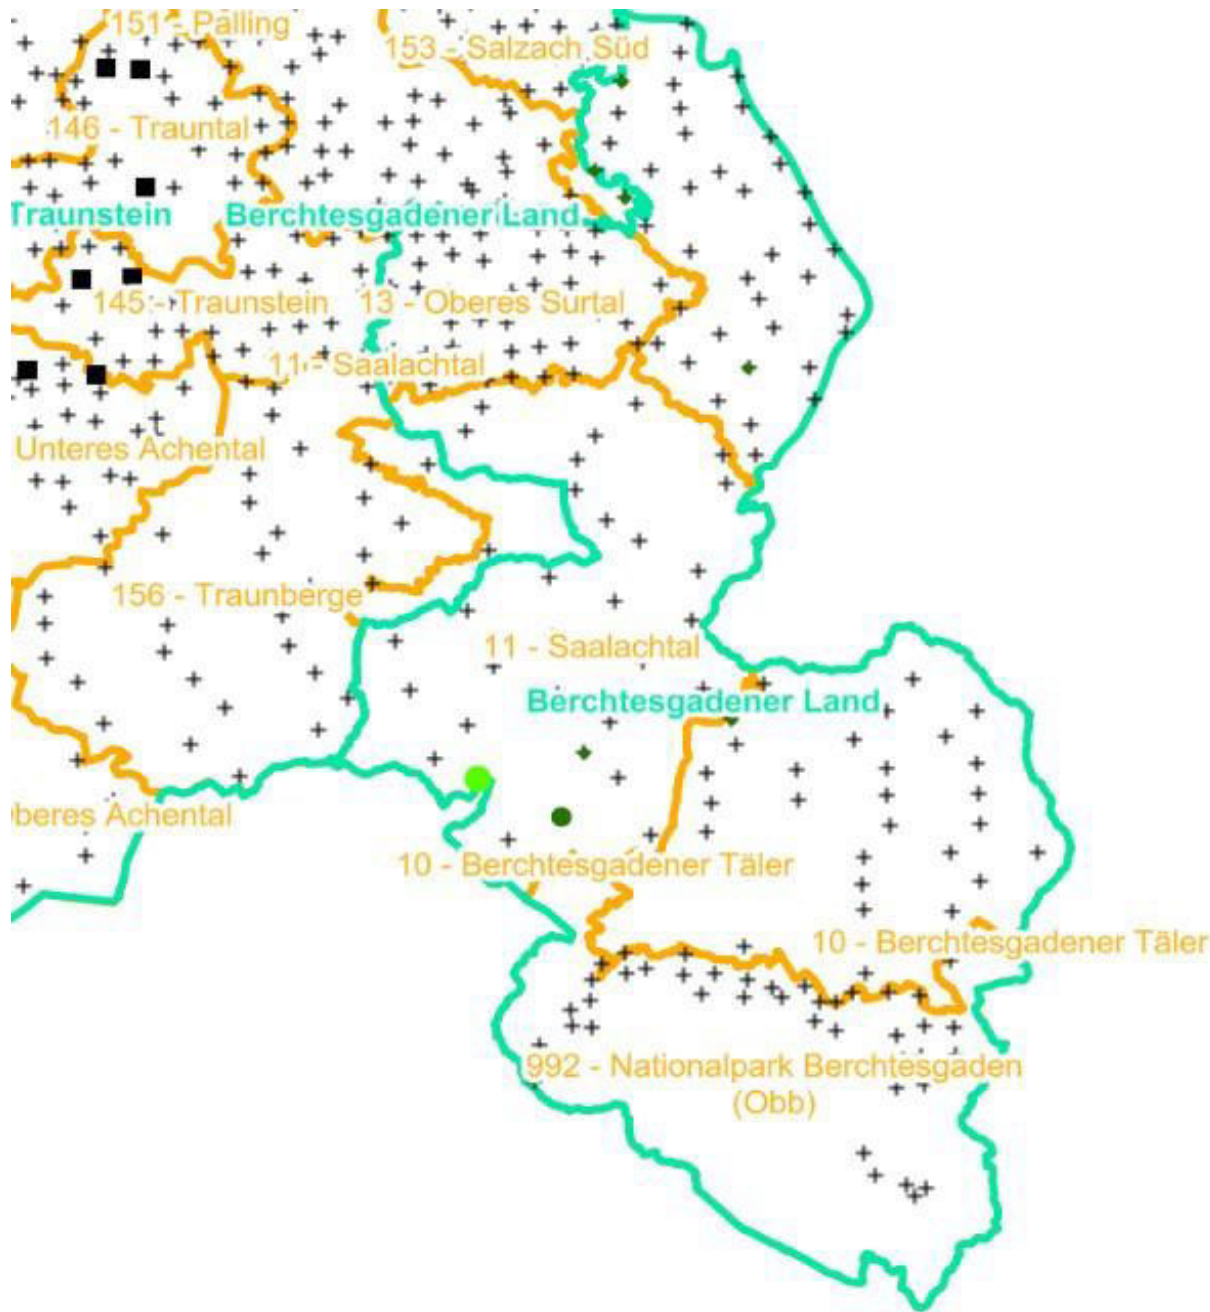 151 - Palling
153 - Salzach Süd
146 - Trauntal
Traunstein
Berchtesgadener Land
145 - Traunstein
13 - Oberes Surtal
11 - Saalachtal
Unteres Achental
156 - Traunberge
11 - Saalachtal
Berchtesgadener Land
beres Achental
10 - Berchtesgadener Täler
10 - Berchtesgadener Täler
992 - Nationalpark Berchtesgaden
(Obb)